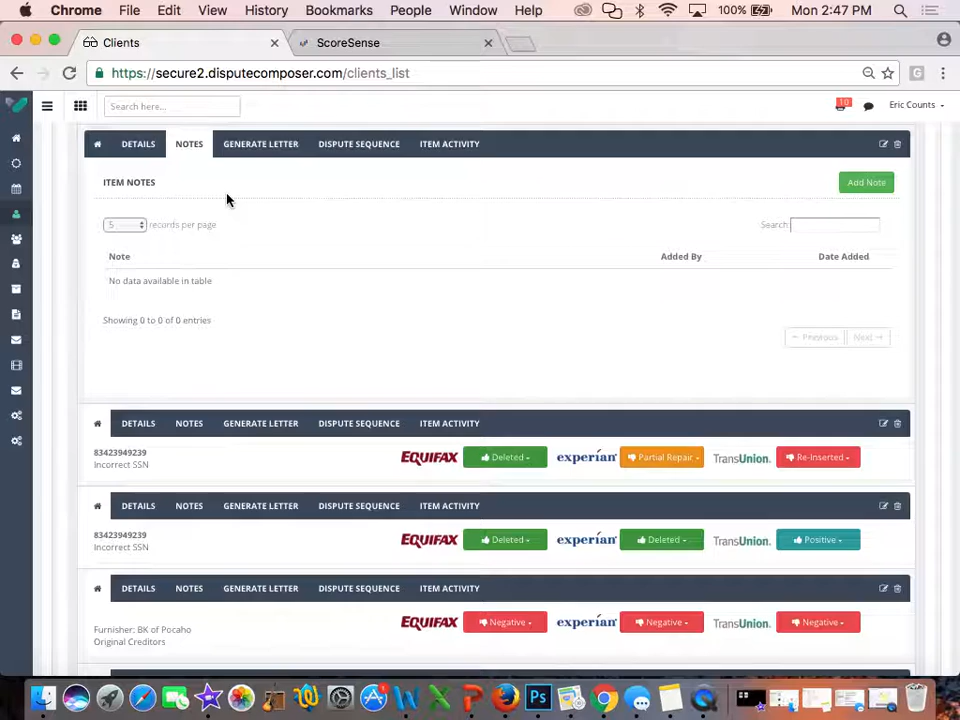 Chrome File Edit View History Bookmarks People Window Help 100% Mon 2:47 PM
Clients ScoreSense
https://secure2.disputecomposer.com/clients_list
Search here... 10 Eric Counts
DETAILS NOTES GENERATE LETTER DISPUTE SEQUENCE ITEM ACTIVITY
ITEM NOTES Add Note
5 records per page Search:
Note Added By Date Added
No data available in table
Showing 0 to 0 of 0 entries
← Previous Next →
DETAILS NOTES GENERATE LETTER DISPUTE SEQUENCE ITEM ACTIVITY
83423949239
Incorrect SSN
EQUIFAX Deleted experian Partial Repair TransUnion. Re-Inserted
DETAILS NOTES GENERATE LETTER DISPUTE SEQUENCE ITEM ACTIVITY
83423949239
Incorrect SSN
EQUIFAX Deleted experian Deleted TransUnion. Positive
DETAILS NOTES GENERATE LETTER DISPUTE SEQUENCE ITEM ACTIVITY
EQUIFAX Negative experian Negative TransUnion. Negative
Furnisher: BK of Pocaho
Original Creditors